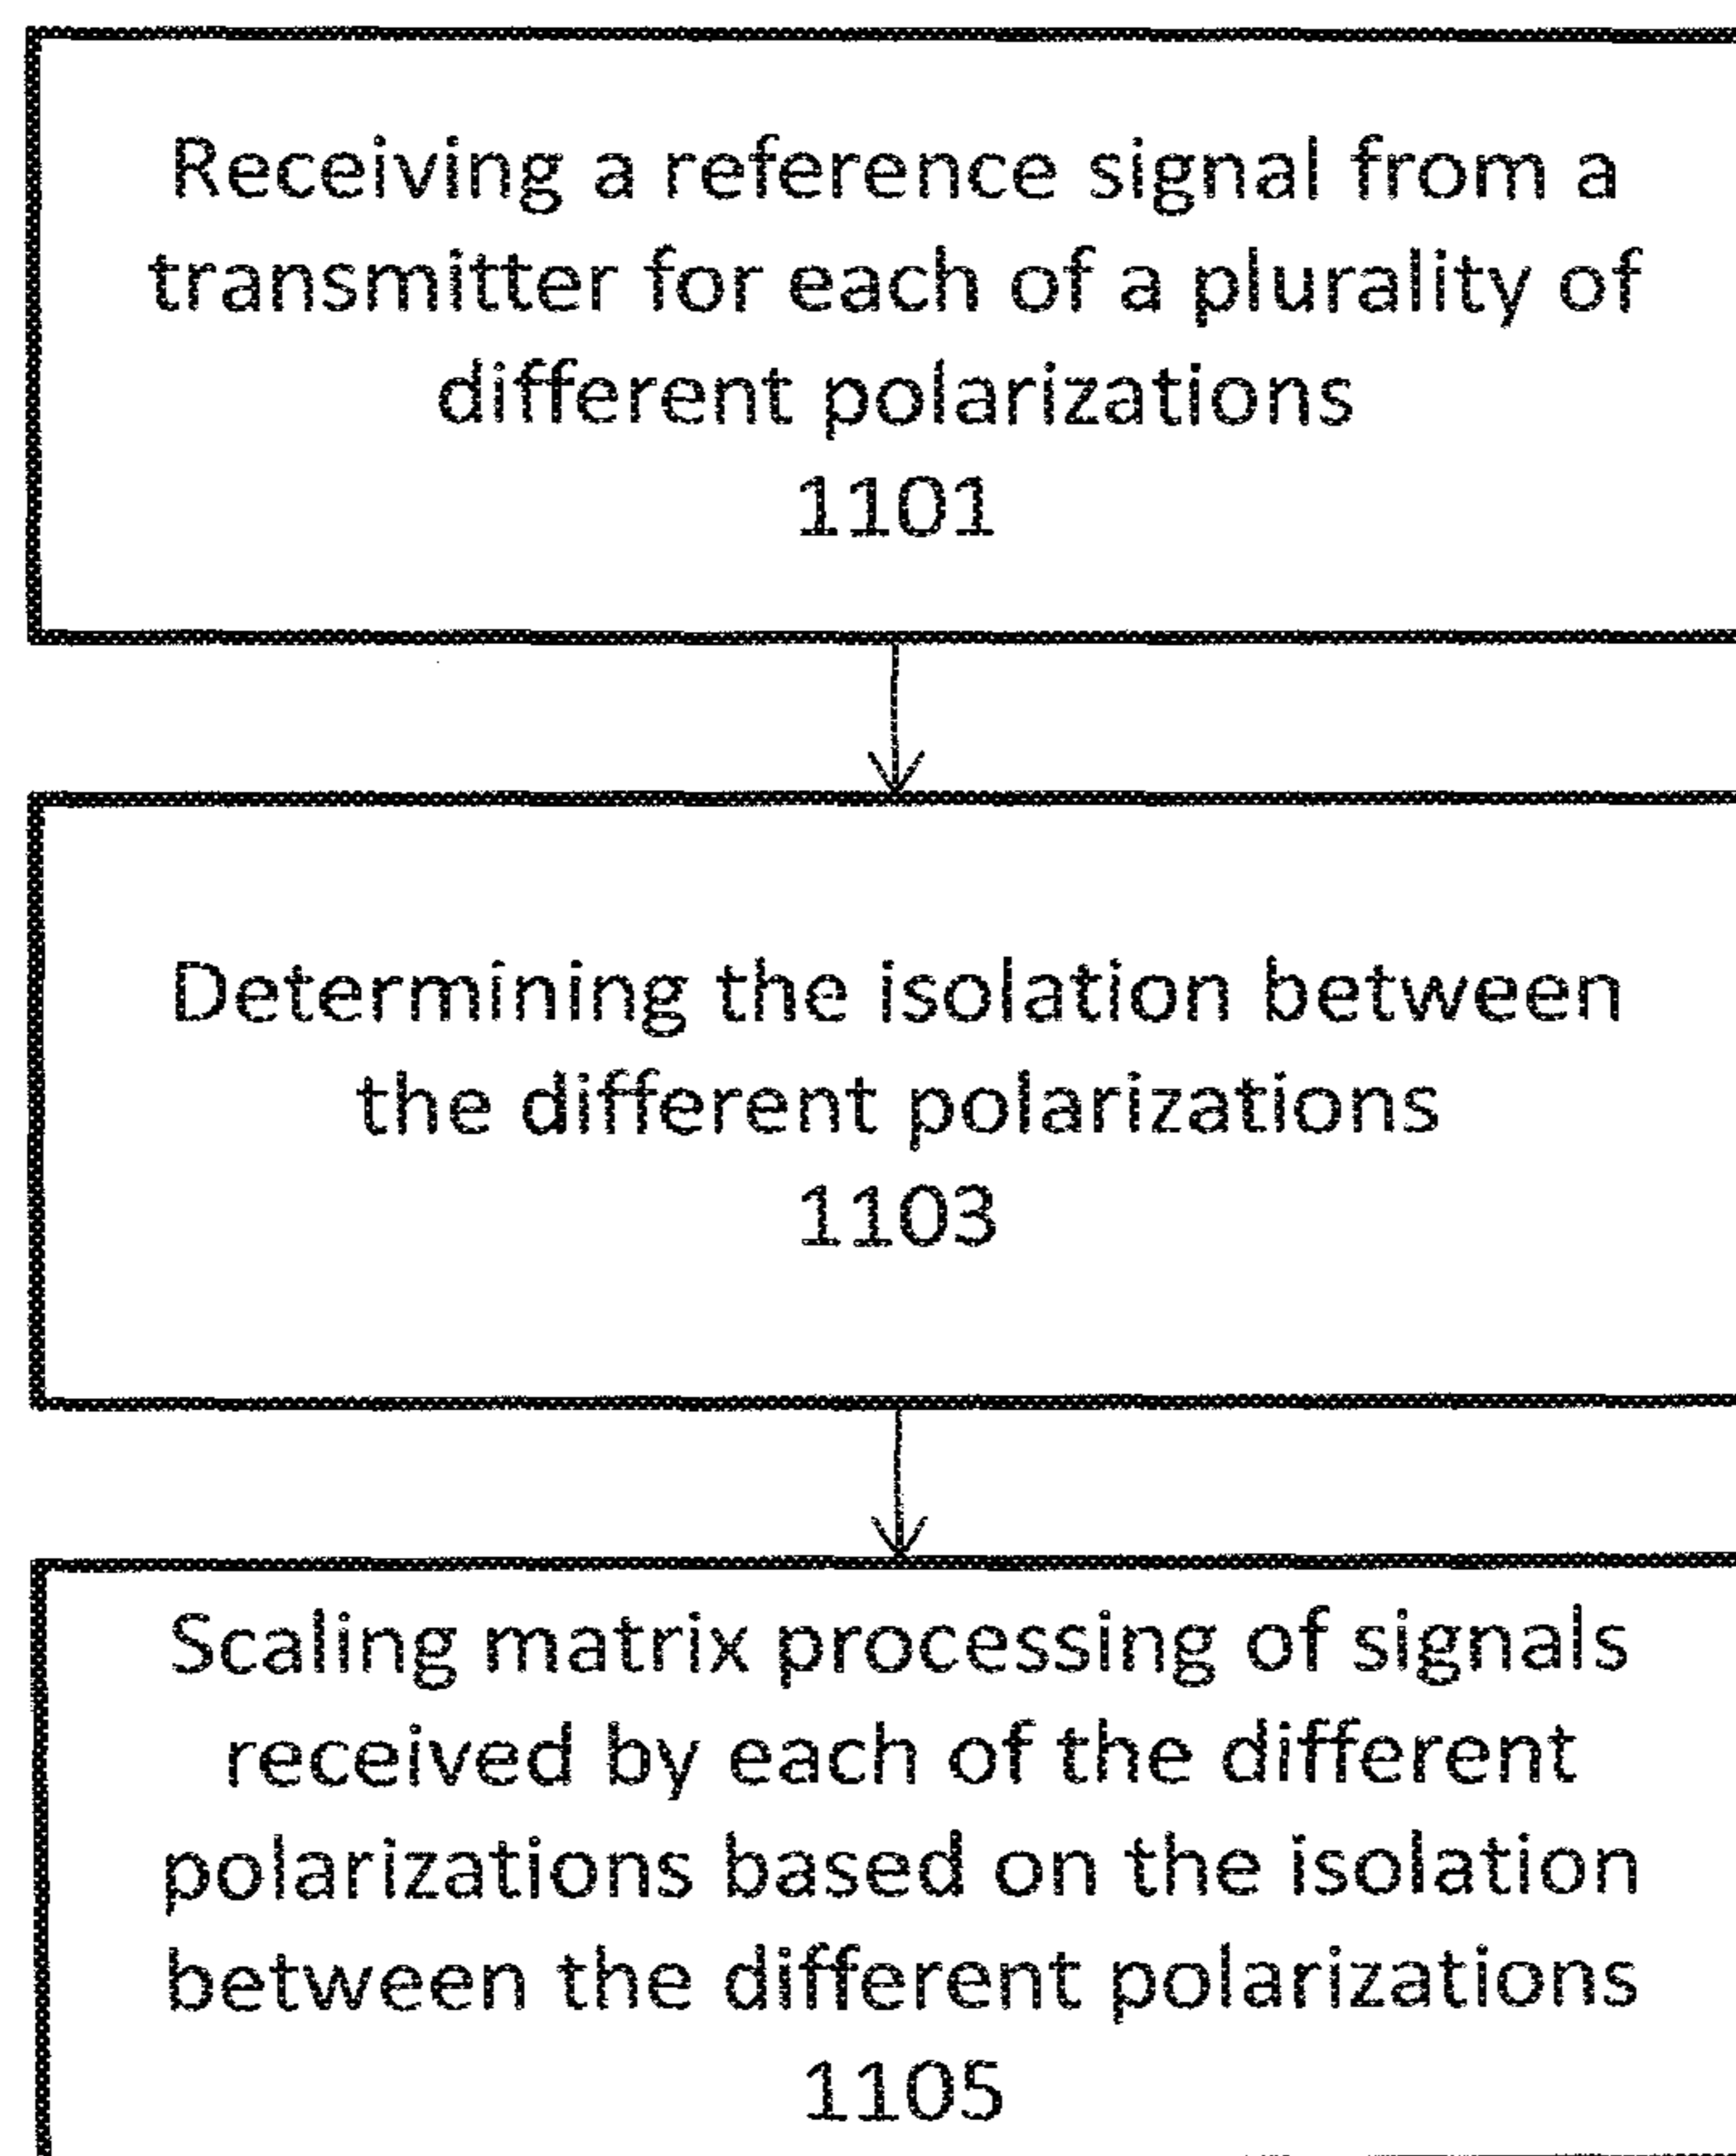 Receiving a reference signal from a
transmitter for each of a plurality of
different polarizations
1101
Determining the isolation between
the different polarizations
1103
Scaling matrix processing of signals
received by each of the different
polarizations based on the isolation
between the different polarizations
1105